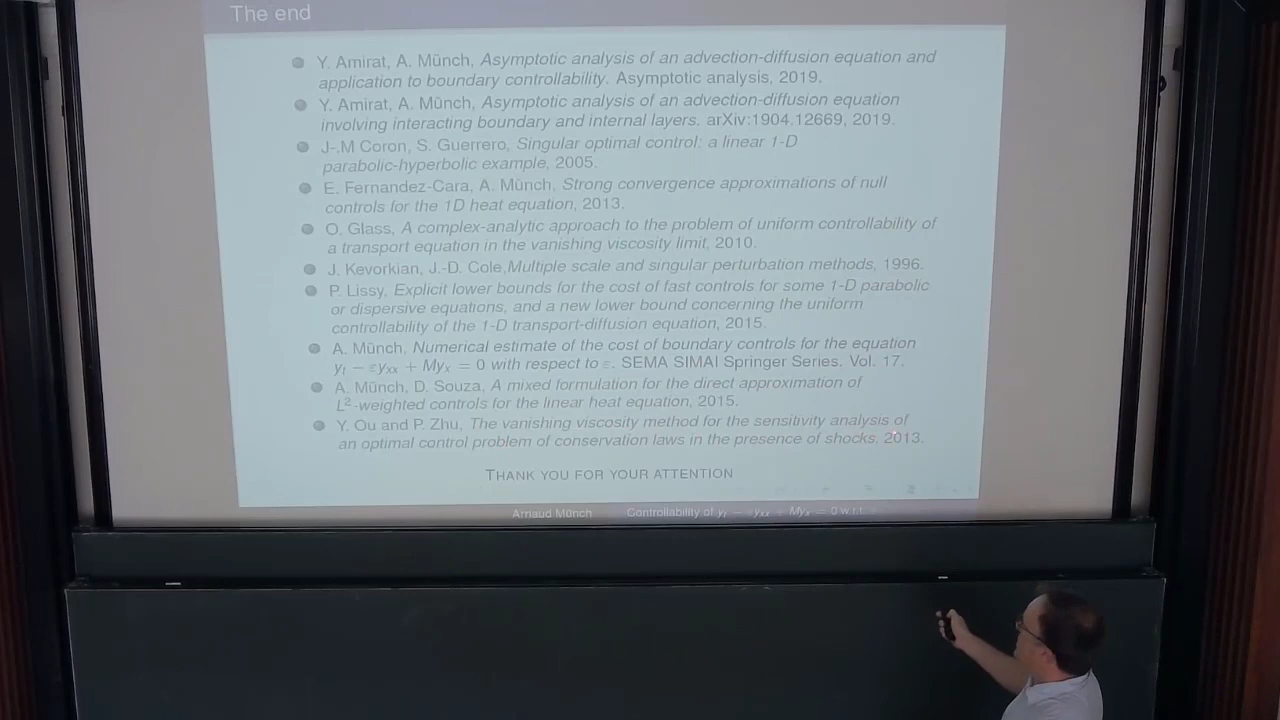 The end
Y. Amirat, A. Münch, Asymptotic analysis of an advection-diffusion equation and
application to boundary controllability. Asymptotic analysis, 2019.
Y. Amirat, A. Münch, Asymptotic analysis of an advection-diffusion equation
involving interacting boundary and internal layers. arXiv:1904.12669, 2019.
J-.M Coron, S. Guerrero, Singular optimal control: a linear 1-D
parabolic-hyperbolic example, 2005.
E. Fernandez-Cara, A. Münch, Strong convergence approximations of null
controls for the 1D heat equation, 2013.
O. Glass, A complex-analytic approach to the problem of uniform controllability of
a transport equation in the vanishing viscosity limit, 2010.
J. Kevorkian, J.-D. Cole,Multiple scale and singular perturbation methods, 1996.
P. Lissy, Explicit lower bounds for the cost of fast controls for some 1-D parabolic
or dispersive equations, and a new lower bound concerning the uniform
controllability of the 1-D transport-diffusion equation, 2015.
A. Münch, Numerical estimate of the cost of boundary controls for the equation
yₜ − εyₓₓ + Myₓ = 0 with respect to ε. SEMA SIMAI Springer Series. Vol. 17.
A. Münch, D. Souza, A mixed formulation for the direct approximation of
L²-weighted controls for the linear heat equation, 2015.
Y. Ou and P. Zhu, The vanishing viscosity method for the sensitivity analysis of
an optimal control problem of conservation laws in the presence of shocks, 2013.
THANK YOU FOR YOUR ATTENTION
Arnaud Münch Controllability of yₜ − εyₓₓ + Myₓ = 0 w.r.t. ε